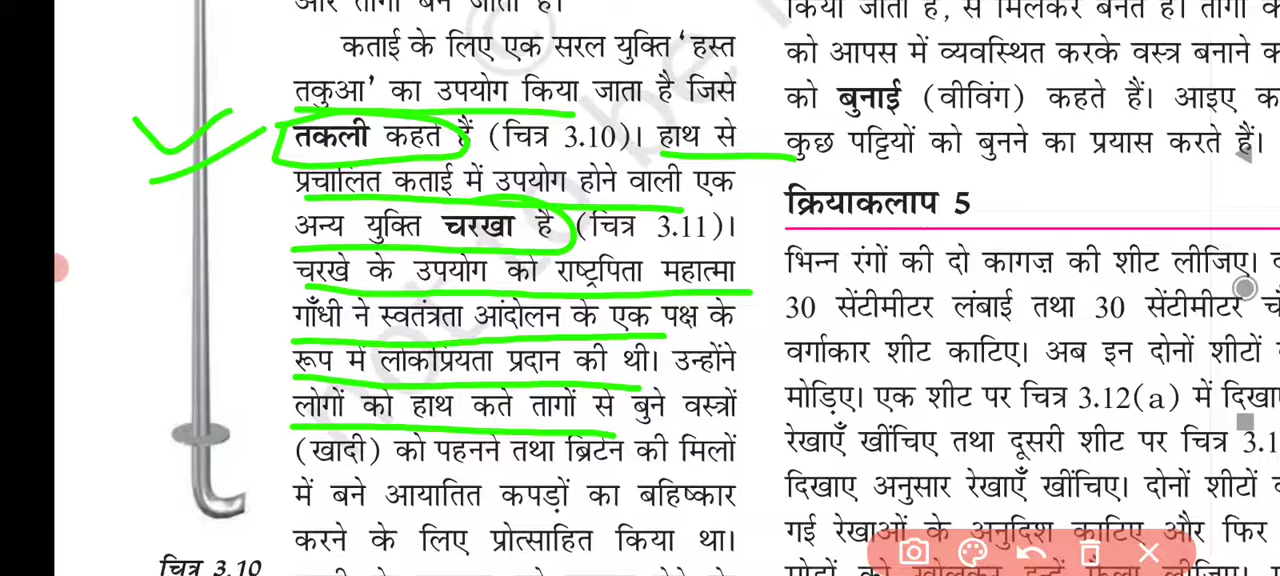 और तागा बन जाता है।
कताई के लिए एक सरल युक्ति ‘हस्त
तकुआ’ का उपयोग किया जाता है जिसे
तकली कहते हैं (चित्र 3.10)। हाथ से
प्रचालित कताई में उपयोग होने वाली एक
अन्य युक्ति चरखा है (चित्र 3.11)।
चरखे के उपयोग को राष्ट्रपिता महात्मा
गाँधी ने स्वतंत्रता आंदोलन के एक पक्ष के
रूप में लोकप्रियता प्रदान की थी। उन्होंने
लोगों को हाथ कते तागों से बुने वस्त्रों
(खादी) को पहनने तथा ब्रिटेन की मिलों
में बने आयातित कपड़ों का बहिष्कार
करने के लिए प्रोत्साहित किया था।
चित्र 3.10
किया जाता है, से मिलकर बनते हैं। तागों
को आपस में व्यवस्थित करके वस्त्र बनाने
को बुनाई (वीविंग) कहते हैं। आइए
कुछ पट्टियों को बुनने का प्रयास करते हैं।
क्रियाकलाप 5
भिन्न रंगों की दो कागज़ की शीट लीजिए।
30 सेंटीमीटर लंबाई तथा 30 सेंटीमीटर
वर्गाकार शीट काटिए। अब इन दोनों शीटों
मोड़िए। एक शीट पर चित्र 3.12(a) में
रेखाएँ खींचिए तथा दूसरी शीट पर चित्र
दिखाए अनुसार रेखाएँ खींचिए। दोनों शीटों
गई रेखाओं के अनुदिश काटिए और फिर